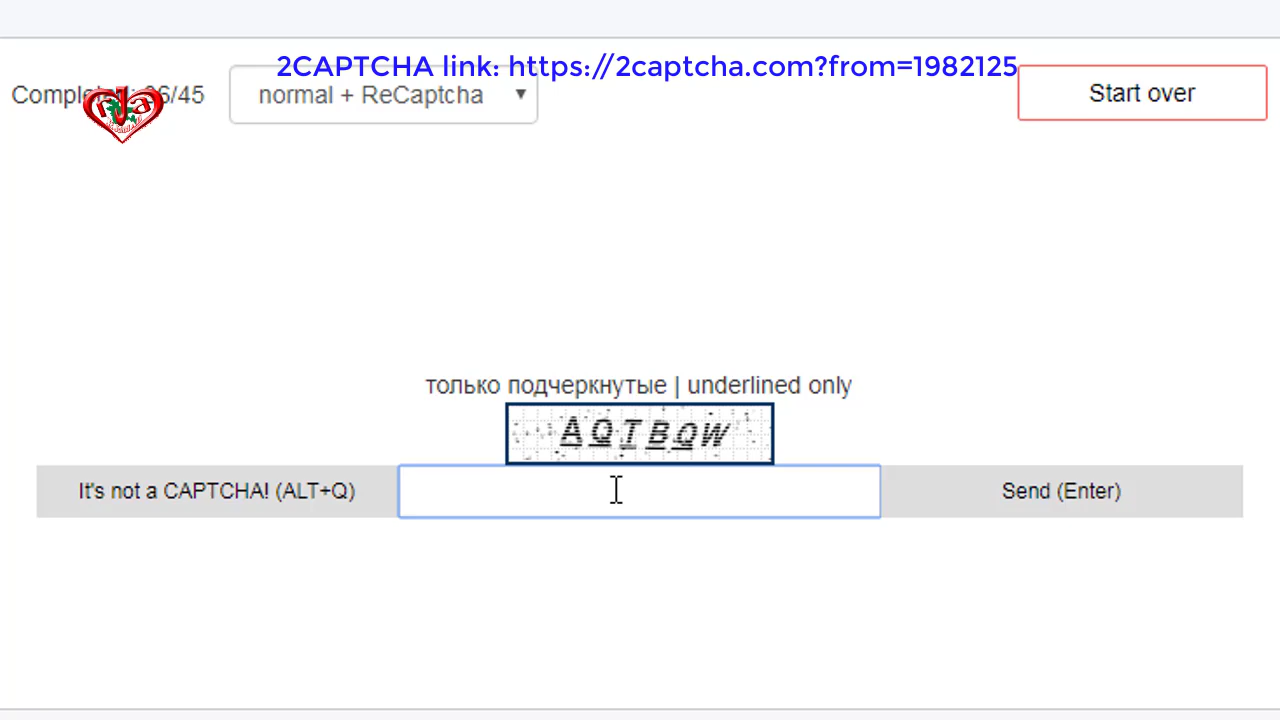 2CAPTCHA link: https://2captcha.com?from=1982125
normal + ReCaptcha
Start over
только подчеркнутые | underlined only
AQTBQW
It's not a CAPTCHA! (ALT+Q)
Send (Enter)